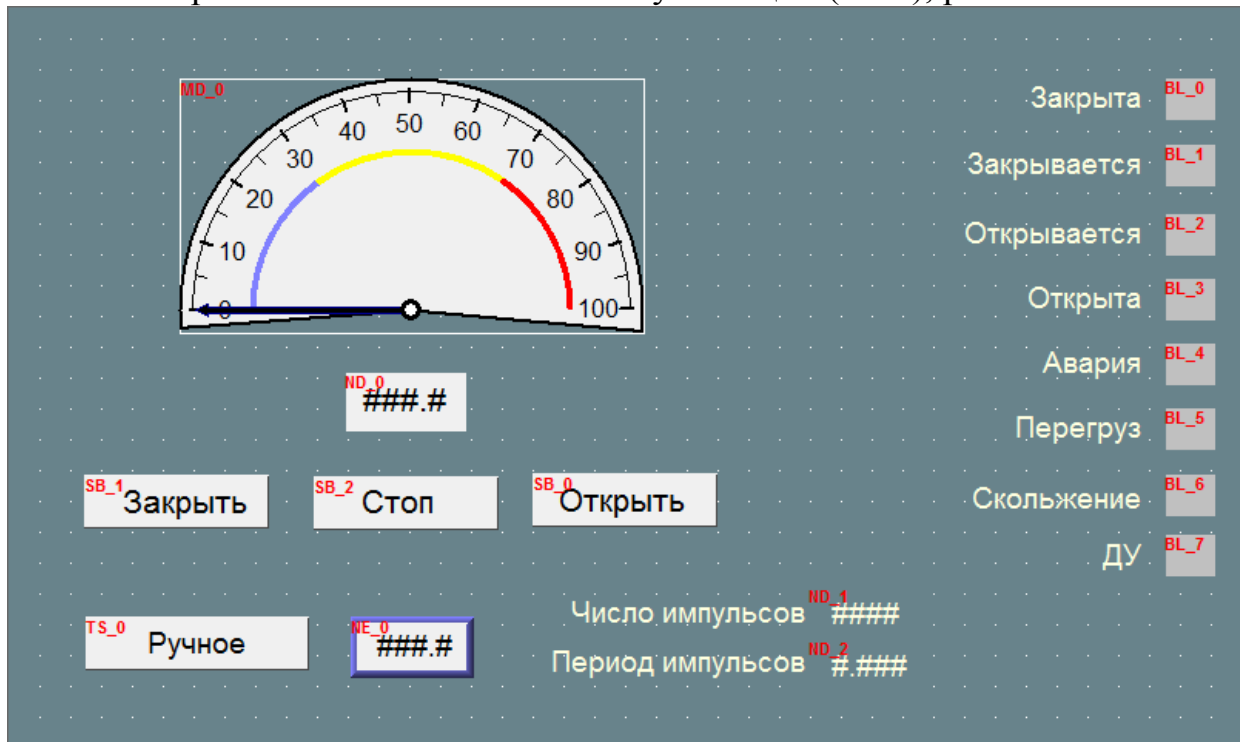 MD_0
0 10 20 30 40 50 60 70 80 90 100
ND_0 ###.#
SB_1 Закрыть SB_2 Стоп SB_0 Открыть
TS_0 Ручное NE_0 ###.#
Число импульсов ND_1 ####
Период импульсов ND_2 #.###
Закрыта BL_0
Закрывается BL_1
Открывается BL_2
Открыта BL_3
Авария BL_4
Перегруз BL_5
Скольжение BL_6
ДУ BL_7